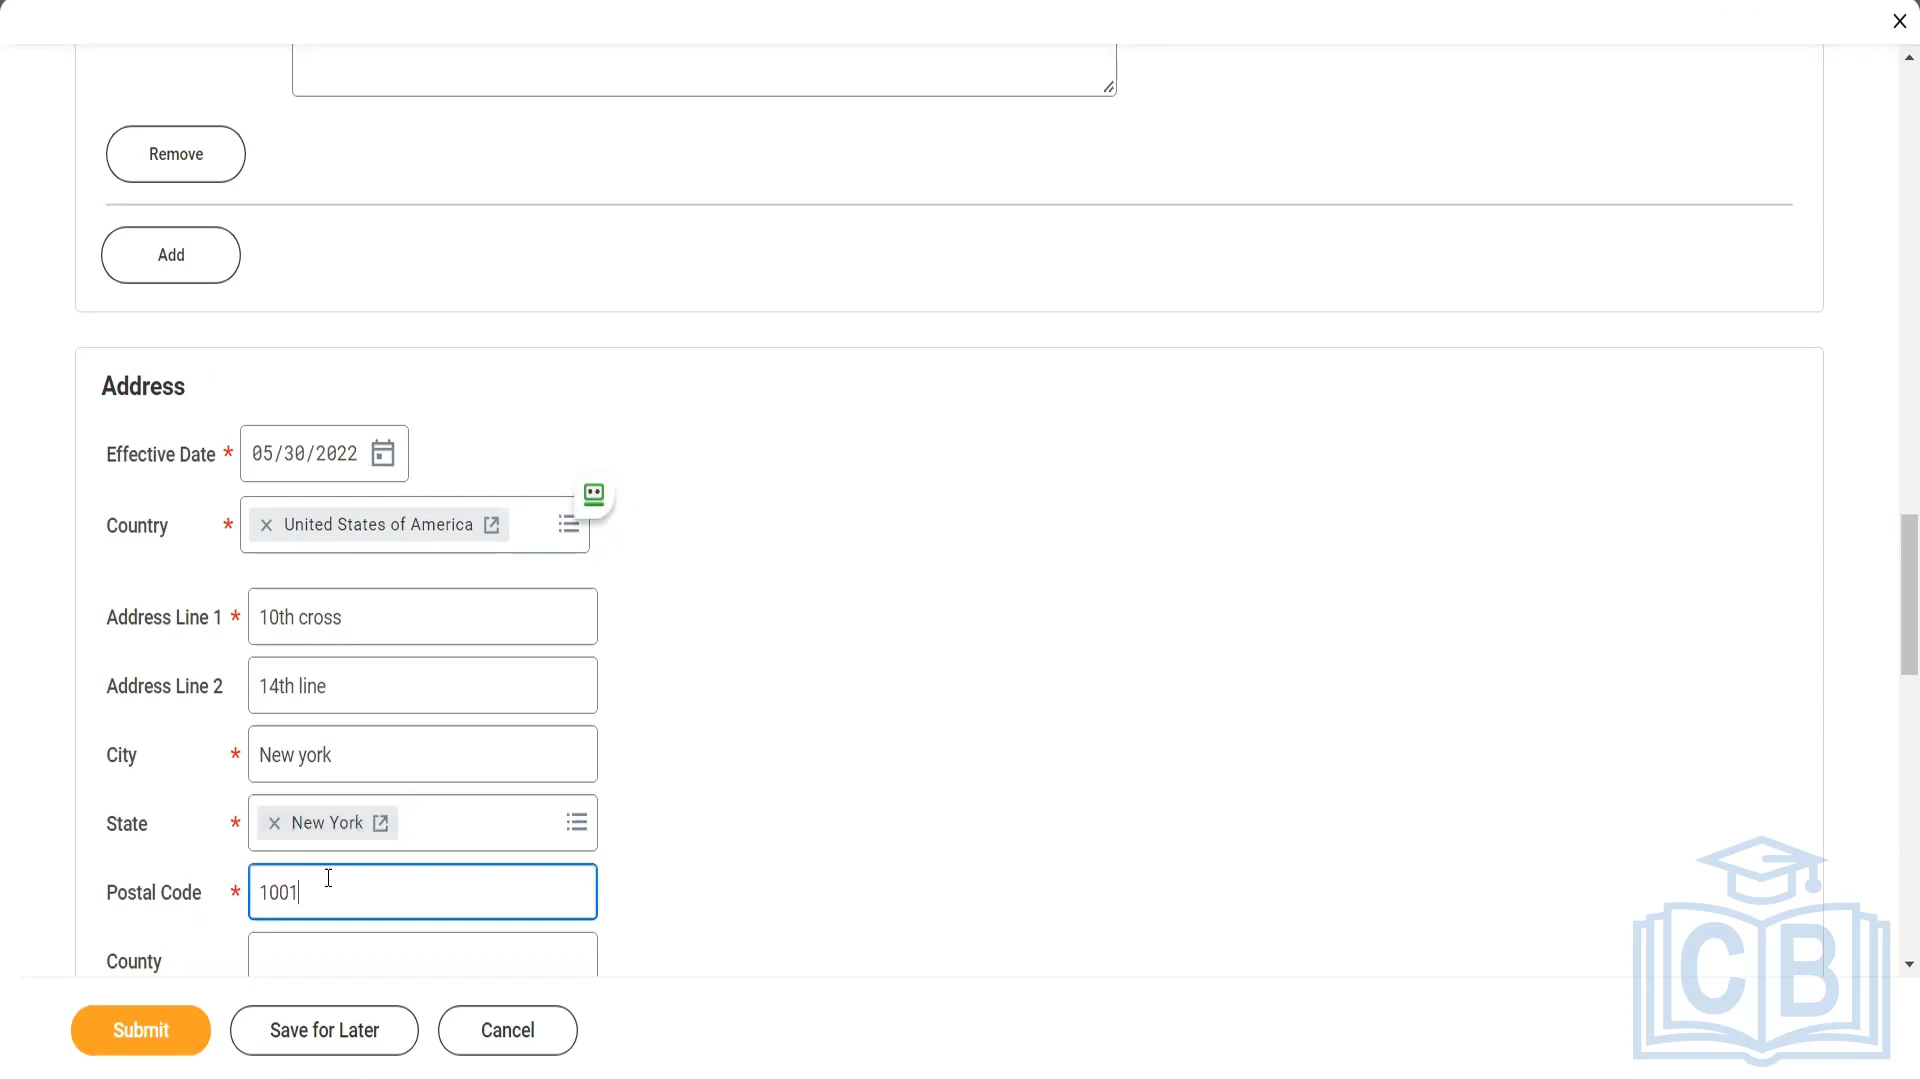 Remove
Add
Address
Effective Date * 05/30/2022
Country * United States of America
Address Line 1 * 10th cross
Address Line 2 14th line
City * New york
State * New York
Postal Code * 1001
County
Submit Save for Later Cancel
CB